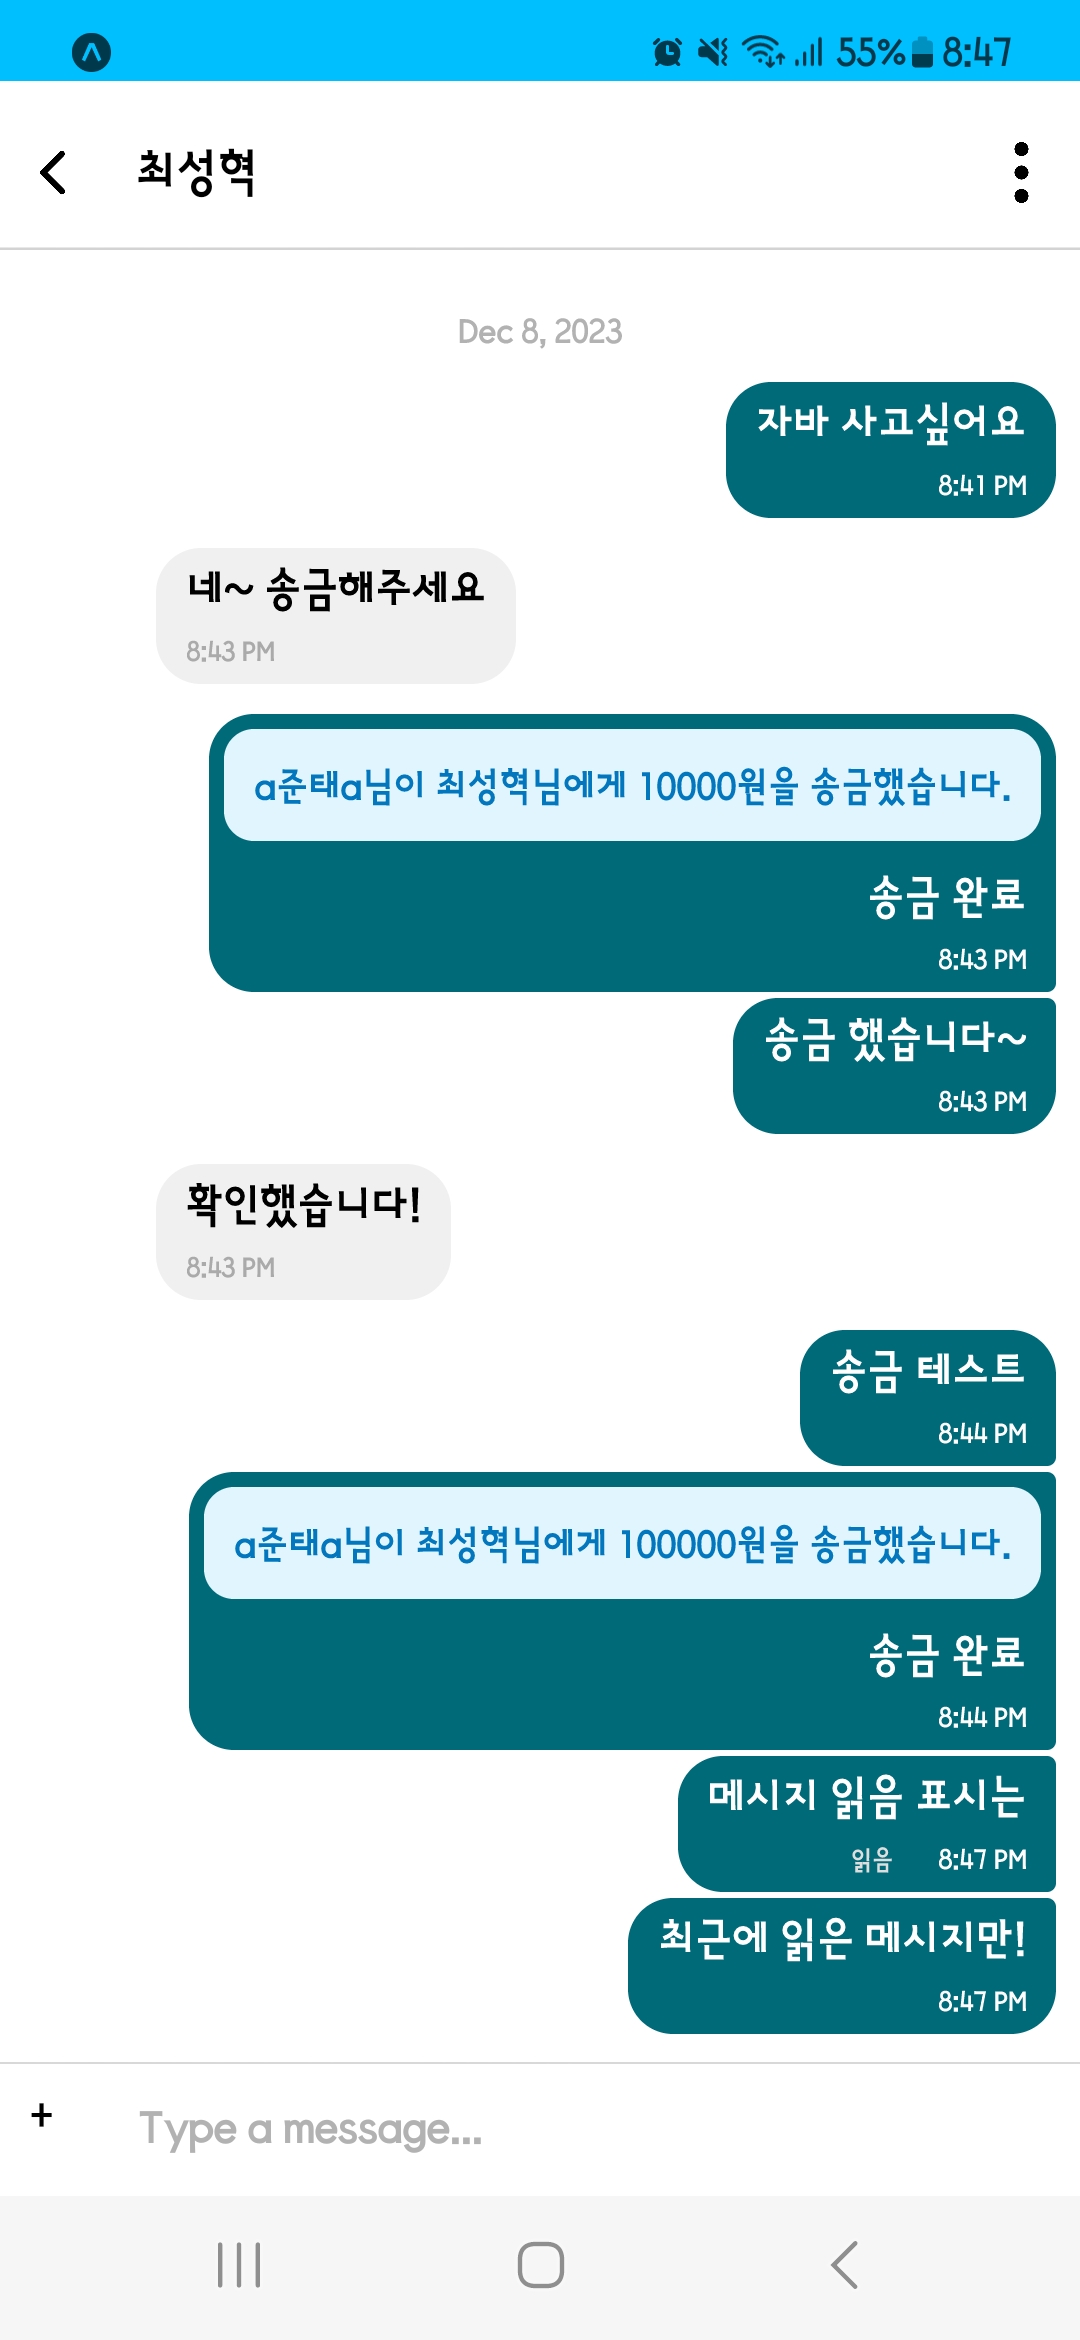 55% 8:47
최성혁
Dec 8, 2023
자바 사고싶어요
8:41 PM
네~ 송금해주세요
8:43 PM
a준태a님이 최성혁님에게 10000원을 송금했습니다.
송금 완료
8:43 PM
송금 했습니다~
8:43 PM
확인했습니다!
8:43 PM
송금 테스트
8:44 PM
a준태a님이 최성혁님에게 100000원을 송금했습니다.
송금 완료
8:44 PM
메시지 읽음 표시는
읽음 8:47 PM
최근에 읽은 메시지만!
8:47 PM
+ Type a message...